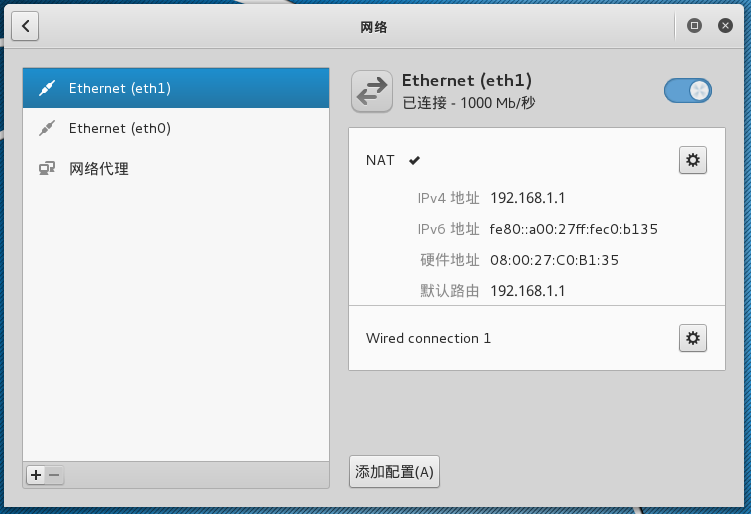 网络
Ethernet (eth1)
Ethernet (eth0)
网络代理
Ethernet (eth1)
已连接 - 1000 Mb/秒
NAT
IPv4 地址 192.168.1.1
IPv6 地址 fe80::a00:27ff:fec0:b135
硬件地址 08:00:27:C0:B1:35
默认路由 192.168.1.1
Wired connection 1
添加配置(A)